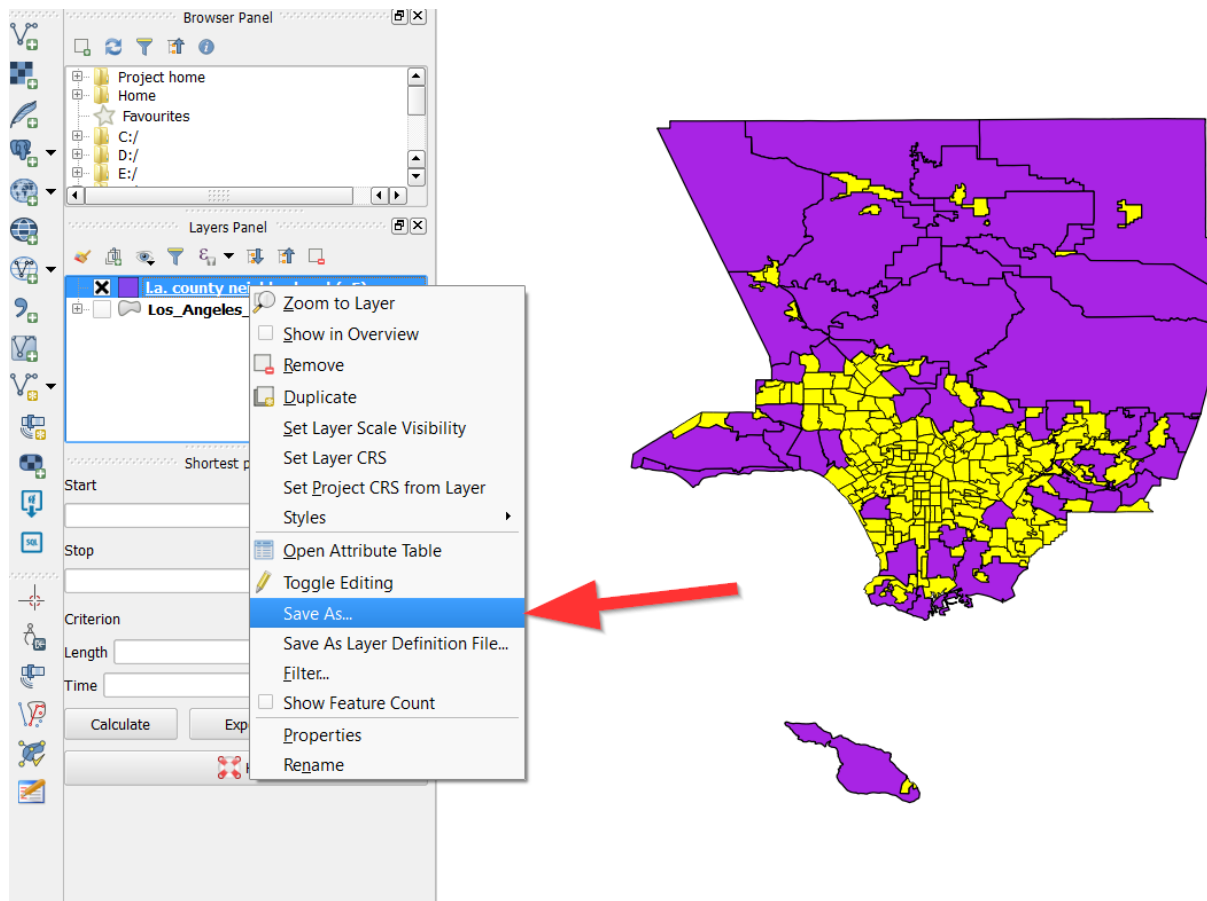 Browser Panel
Project home
Home
Favourites
C:/
D:/
E:/
Layers Panel
l.a. county
Los_Angeles_
Zoom to Layer
Show in Overview
Remove
Duplicate
Set Layer Scale Visibility
Set Layer CRS
Set Project CRS from Layer
Styles
Open Attribute Table
Toggle Editing
Save As...
Save As Layer Definition File...
Filter...
Show Feature Count
Properties
Rename
Shortest p
Start
Stop
Criterion
Length
Time
Calculate
Exp
SQL